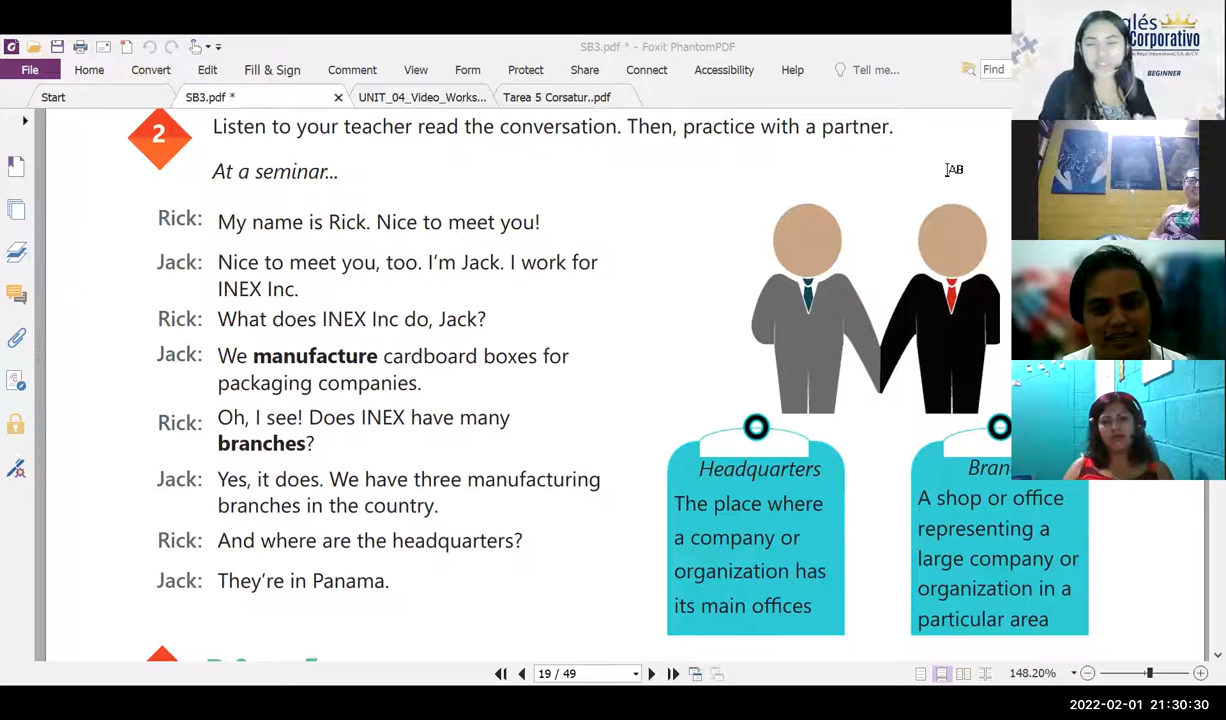 SB3.pdf * - Foxit PhantomPDF
File Home Convert Edit Fill & Sign Comment View Form Protect Share Connect Accessibility Help Tell me... Find
Start SB3.pdf * UNIT_04_Video_Works... Tarea 5 Corsatur...pdf
2 Listen to your teacher read the conversation. Then, practice with a partner.
At a seminar...
Rick: My name is Rick. Nice to meet you!
Jack: Nice to meet you, too. I'm Jack. I work for
INEX Inc.
Rick: What does INEX Inc do, Jack?
Jack: We manufacture cardboard boxes for
packaging companies.
Rick: Oh, I see! Does INEX have many
branches?
Jack: Yes, it does. We have three manufacturing
branches in the country.
Rick: And where are the headquarters?
Jack: They're in Panama.
Headquarters
The place where
a company or
organization has
its main offices
Bran
A shop or office
representing a
large company or
organization in a
particular area
AB
glés
Corporativo
BEGINNER
19 / 49
148.20%
2022-02-01 21:30:30